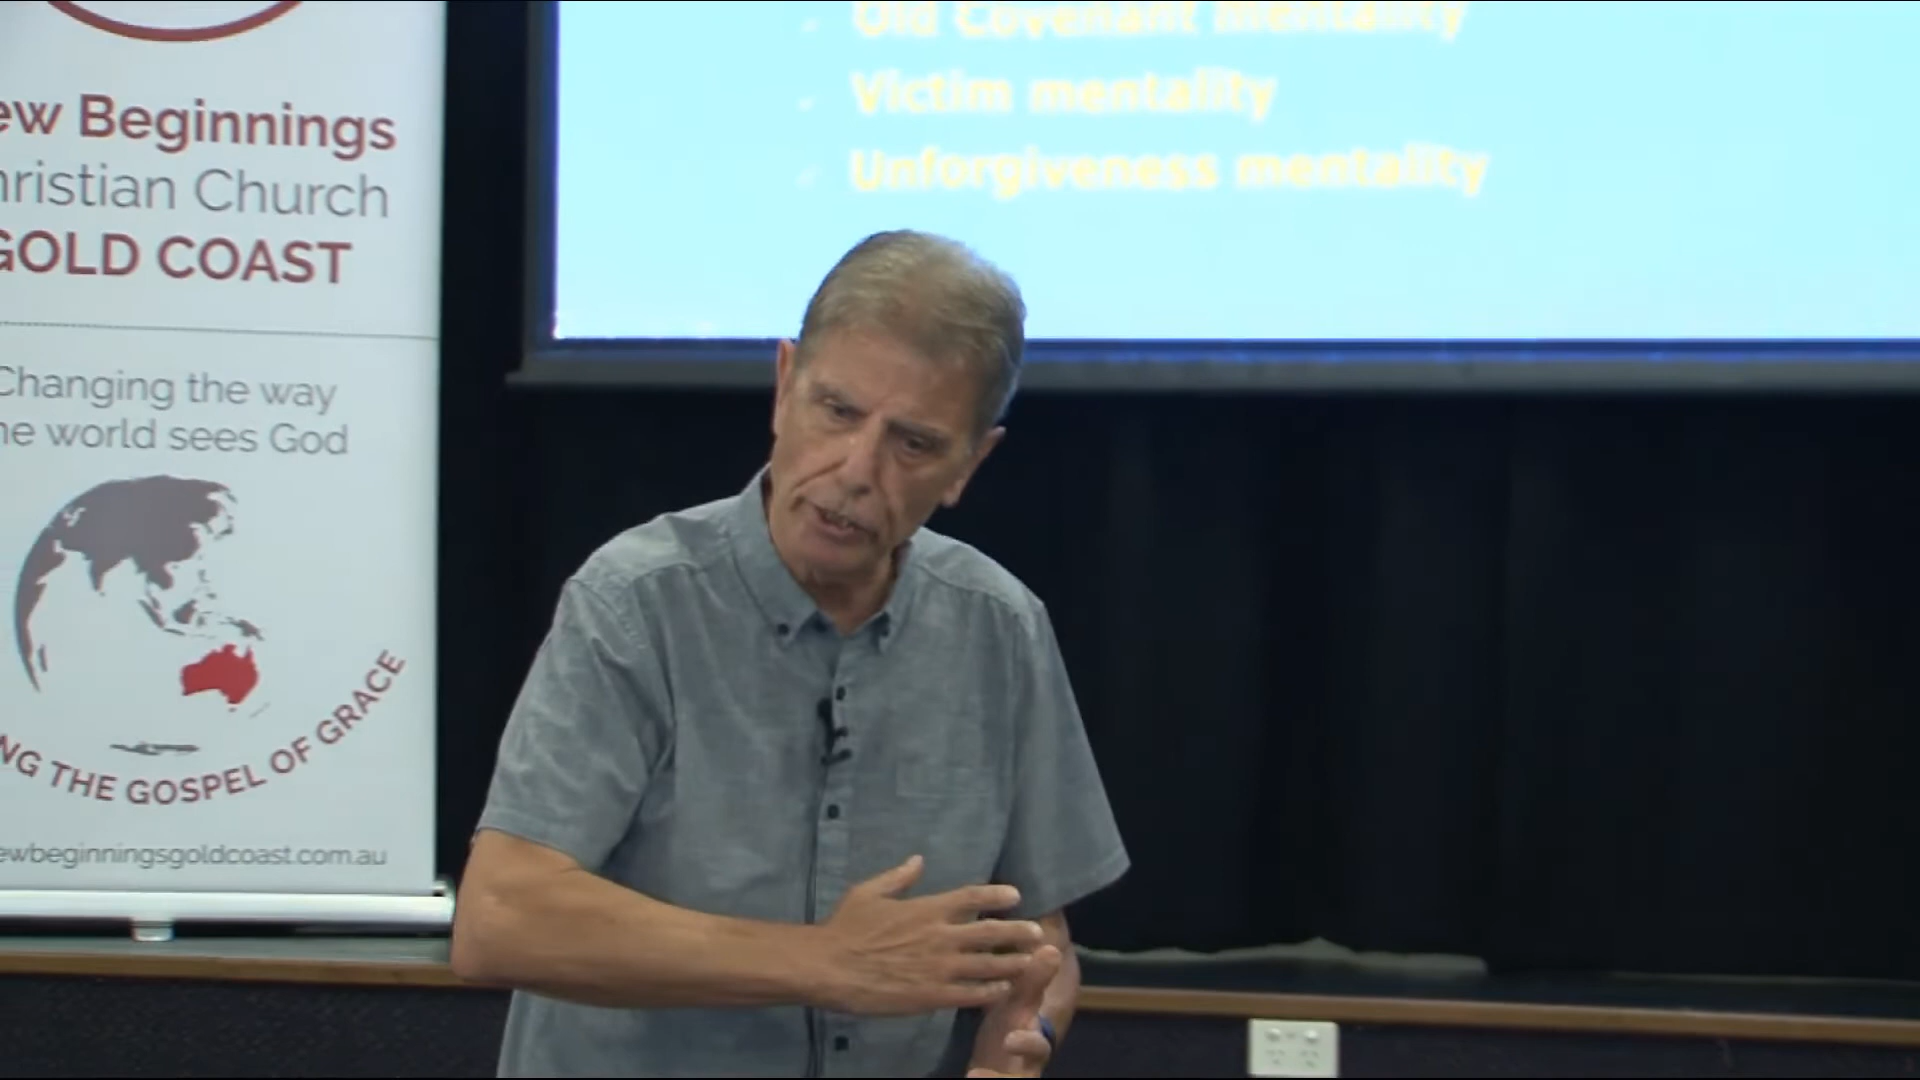 ew Beginnings
hristian Church
GOLD COAST
Changing the way
he world sees God
NG THE GOSPEL OF GRACE
ewbeginningsgoldcoast.com.au
Old Covenant mentality
Victim mentality
Unforgiveness mentality